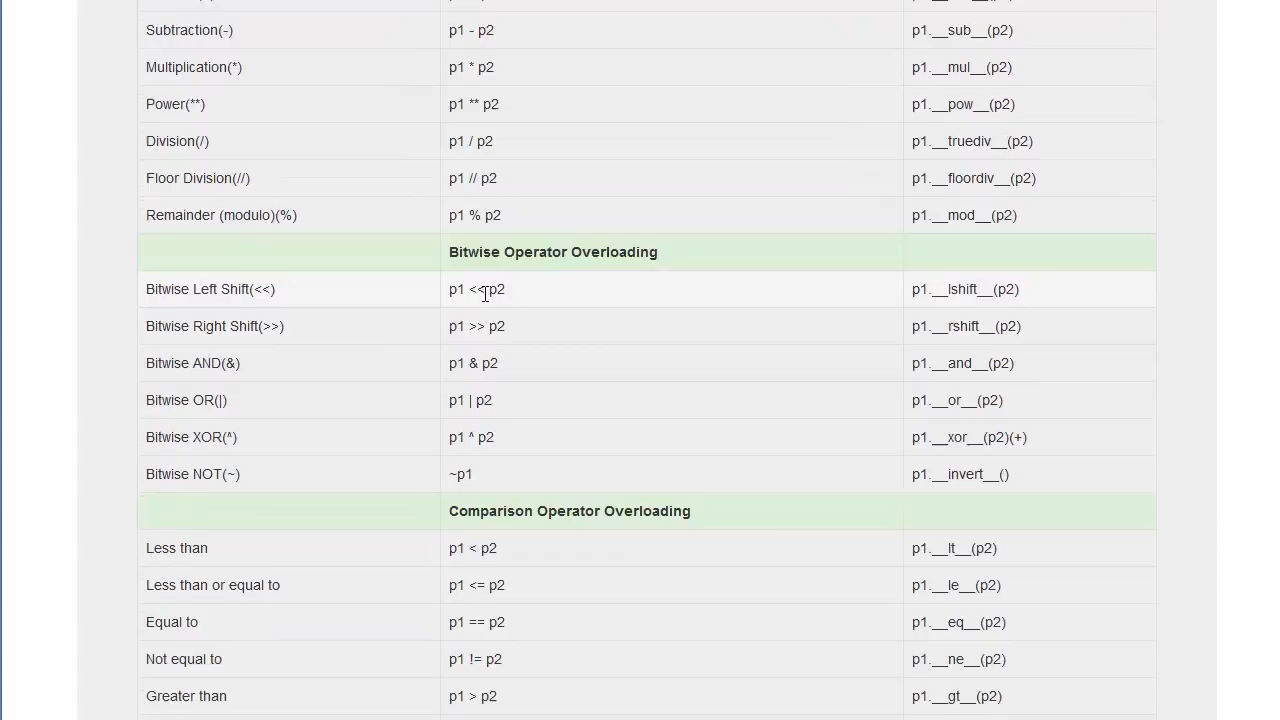 Subtraction(-) p1 - p2 p1.__sub__(p2)
Multiplication(*) p1 * p2 p1.__mul__(p2)
Power(**) p1 ** p2 p1.__pow__(p2)
Division(/) p1 / p2 p1.__truediv__(p2)
Floor Division(//) p1 // p2 p1.__floordiv__(p2)
Remainder (modulo)(%) p1 % p2 p1.__mod__(p2)
Bitwise Operator Overloading
Bitwise Left Shift(<<) p1 << p2 p1.__lshift__(p2)
Bitwise Right Shift(>>) p1 >> p2 p1.__rshift__(p2)
Bitwise AND(&) p1 & p2 p1.__and__(p2)
Bitwise OR(|) p1 | p2 p1.__or__(p2)
Bitwise XOR(^) p1 ^ p2 p1.__xor__(p2)(+)
Bitwise NOT(~) ~p1 p1.__invert__()
Comparison Operator Overloading
Less than p1 < p2 p1.__lt__(p2)
Less than or equal to p1 <= p2 p1.__le__(p2)
Equal to p1 == p2 p1.__eq__(p2)
Not equal to p1 != p2 p1.__ne__(p2)
Greater than p1 > p2 p1.__gt__(p2)